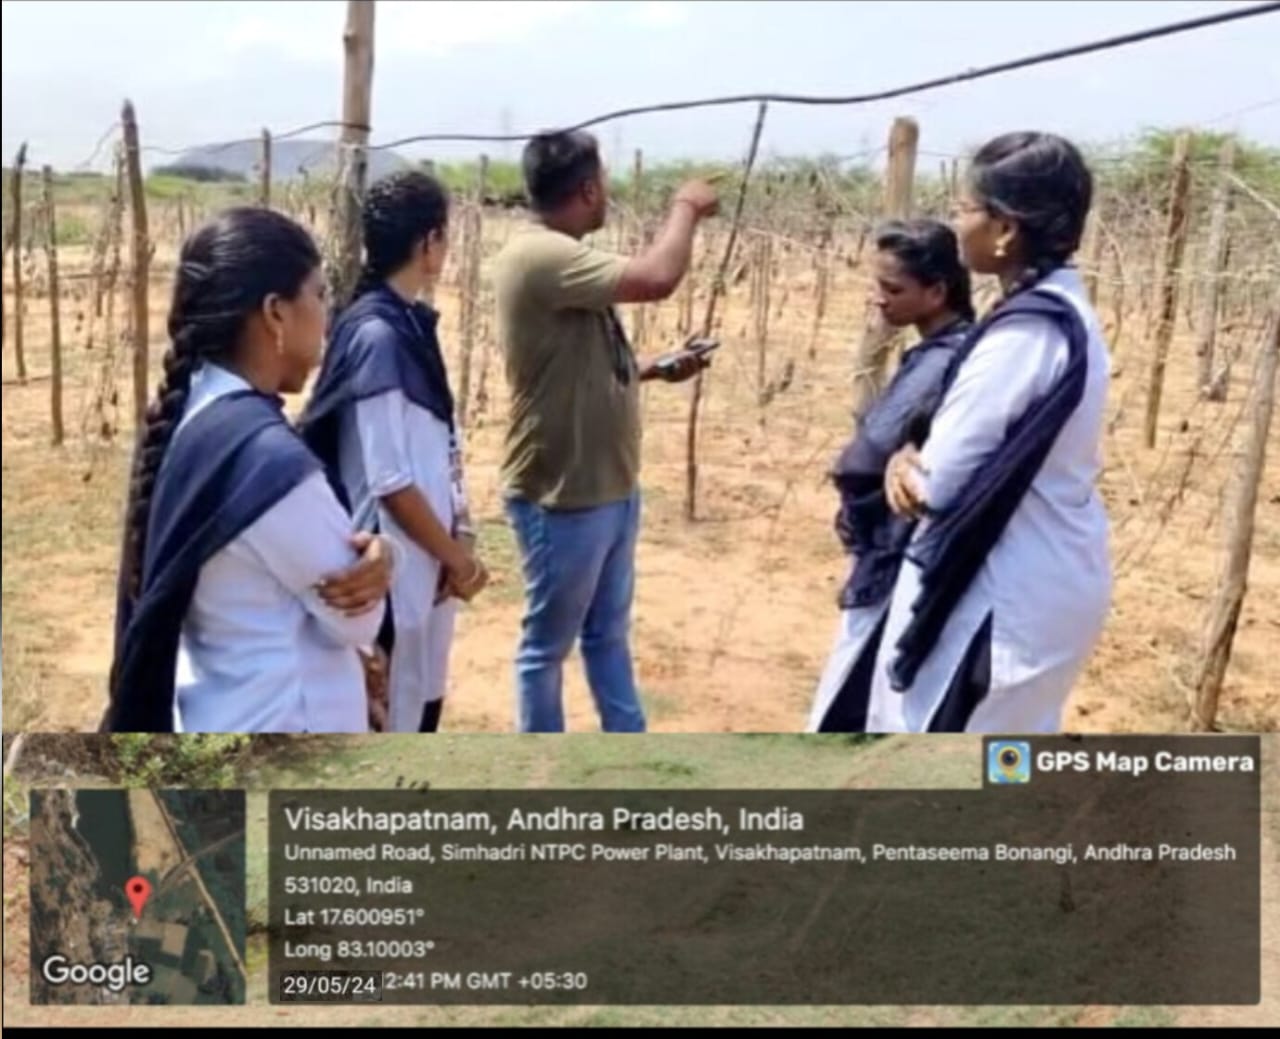 GPS Map Camera
Visakhapatnam, Andhra Pradesh, India
Unnamed Road, Simhadri NTPC Power Plant, Visakhapatnam, Pentaseema Bonangi, Andhra Pradesh
531020, India
Lat 17.600951°
Long 83.10003°
29/05/24 2:41 PM GMT +05:30
Google